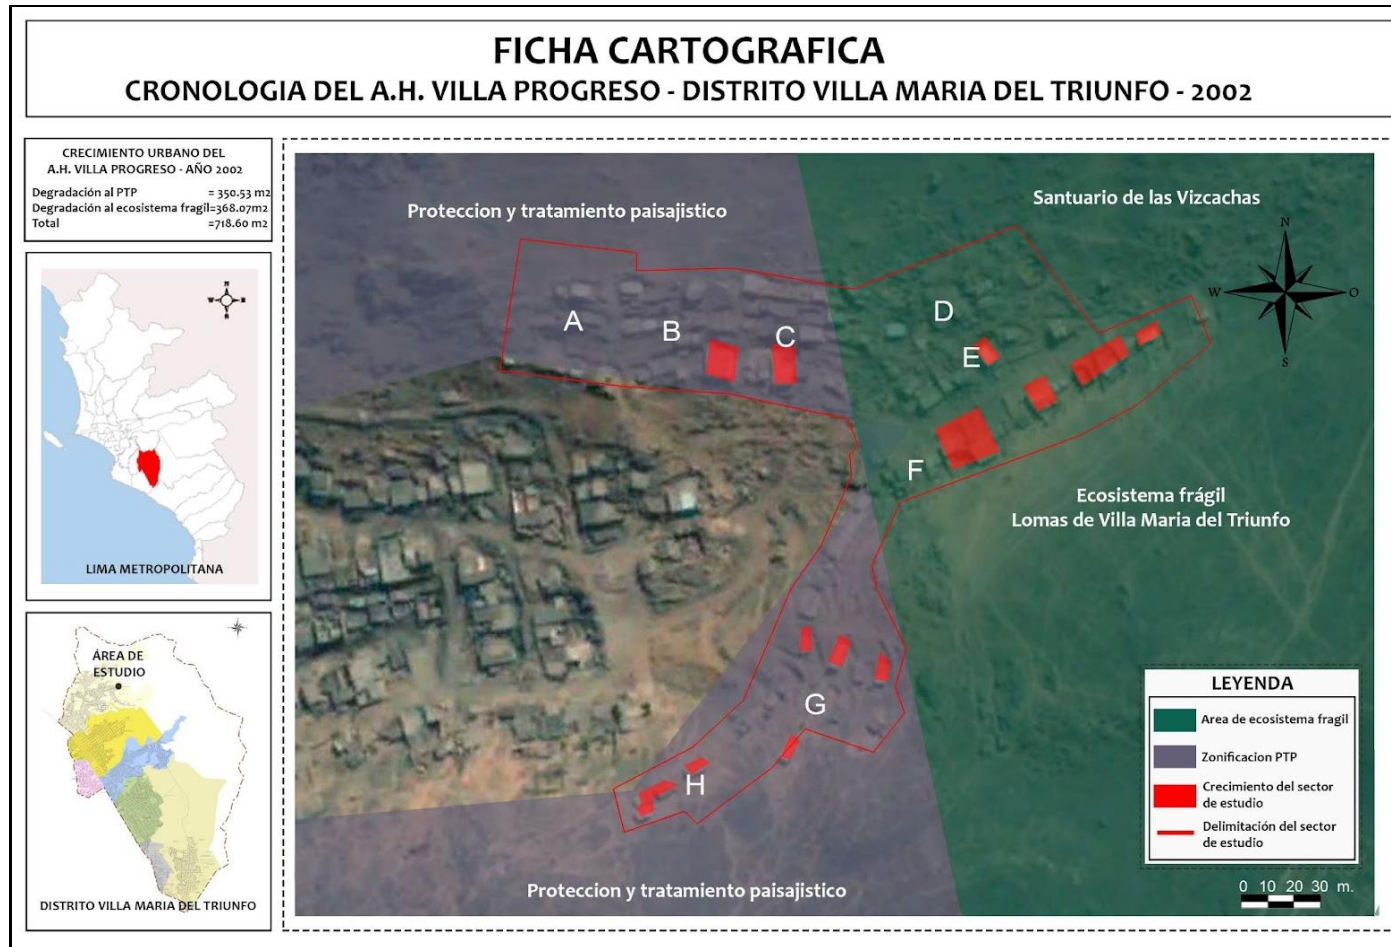 FICHA CARTOGRAFICA
CRONOLOGIA DEL A.H. VILLA PROGRESO - DISTRITO VILLA MARIA DEL TRIUNFO - 2002
CRECIMIENTO URBANO DEL
A.H. VILLA PROGRESO - AÑO 2002
Degradación al PTP = 350.53 m2
Degradación al ecosistema fragil=368.07m2
Total =718.60 m2
N
W E
S
LIMA METROPOLITANA
ÁREA DE
ESTUDIO
DISTRITO VILLA MARIA DEL TRIUNFO
Proteccion y tratamiento paisajistico
Santuario de las Vizcachas
N
W O
S
A
B
C
D
E
F
Ecosistema frágil
Lomas de Villa Maria del Triunfo
G
H
Proteccion y tratamiento paisajistico
LEYENDA
Area de ecosistema fragil
Zonificacion PTP
Crecimiento del sector
de estudio
Delimitación del sector
de estudio
0 10 20 30 m.